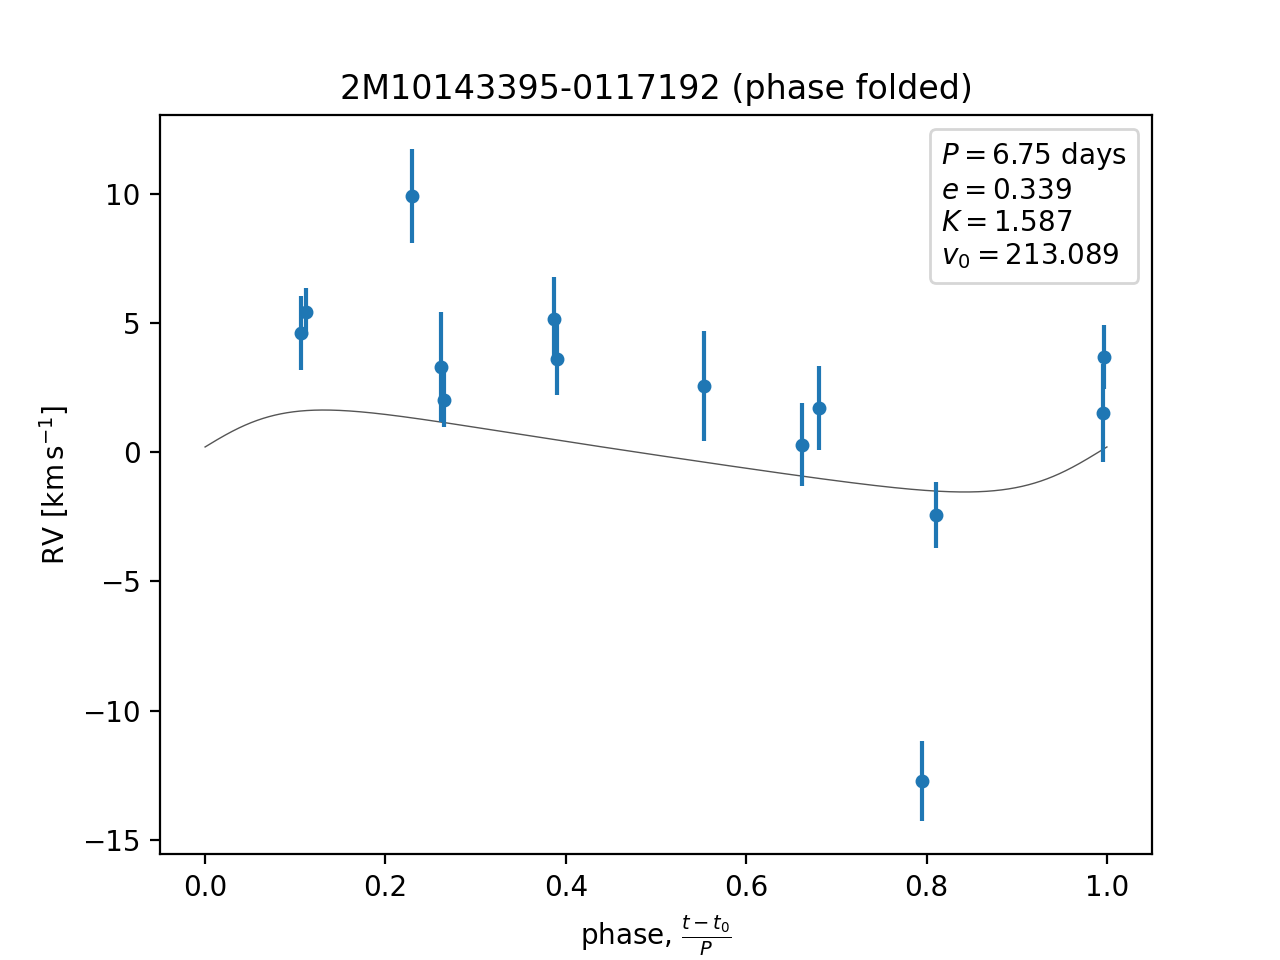 2M10143395-0117192 (phase folded)
P = 6.75 days
e = 0.339
K = 1.587
v₀ = 213.089
10
5
0
−5
−10
−15
RV [km s⁻¹]
0.0 0.2 0.4 0.6 0.8 1.0
phase, (t − t₀)/P